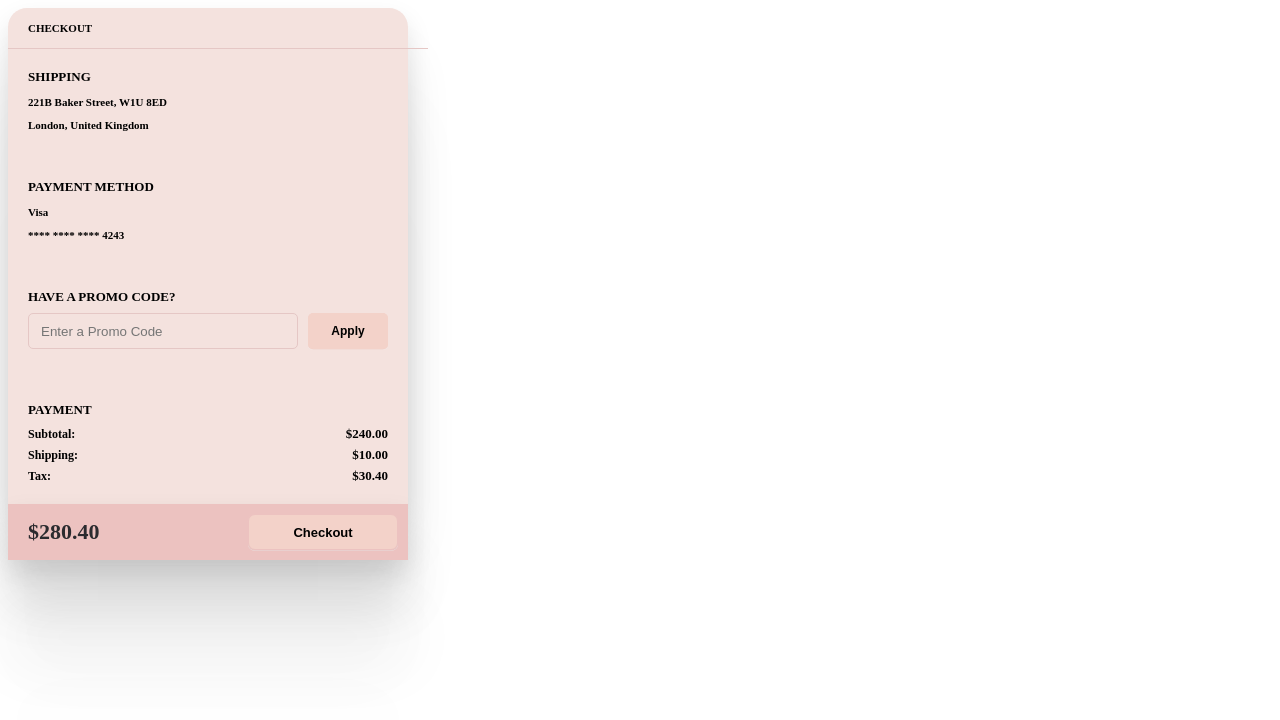 CHECKOUT
SHIPPING
221B Baker Street, W1U 8ED
London, United Kingdom
PAYMENT METHOD
Visa
**** **** **** 4243
HAVE A PROMO CODE?
Enter a Promo Code Apply
PAYMENT
Subtotal: $240.00
Shipping: $10.00
Tax: $30.40
$280.40 Checkout